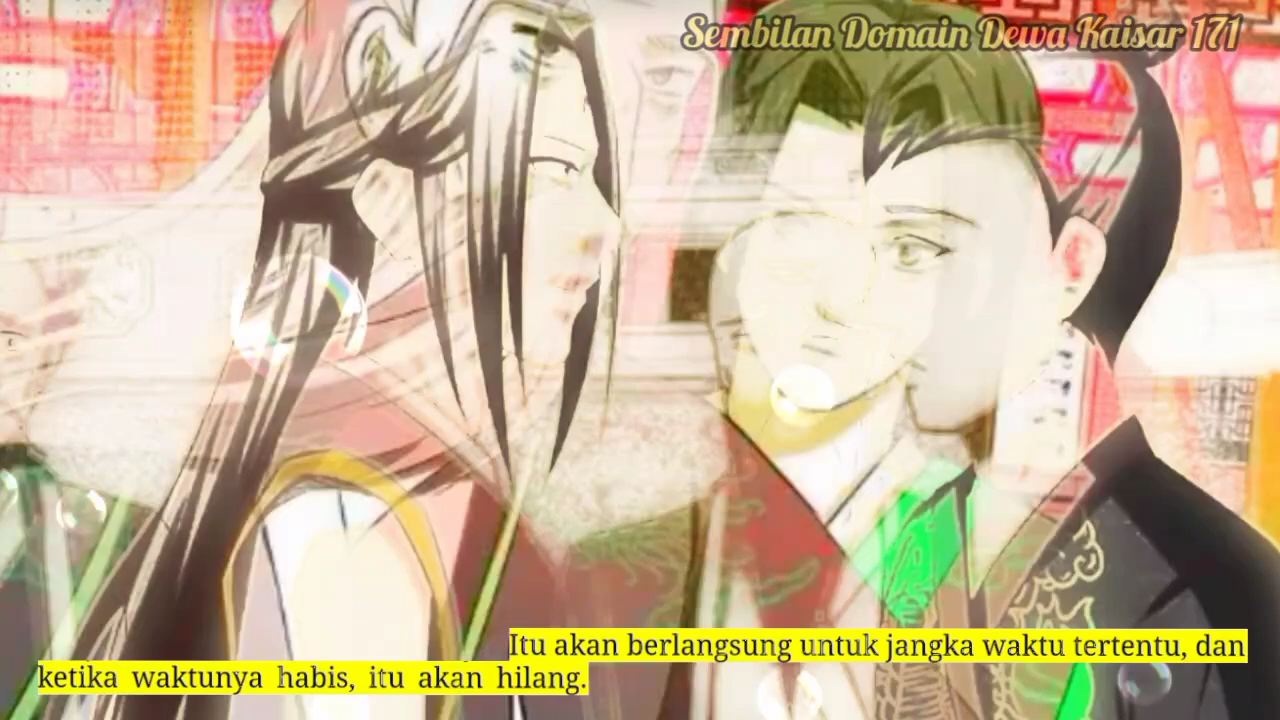 Sembilan Domain Dewa Kaisar 171
Itu akan berlangsung untuk jangka waktu tertentu, dan
ketika waktunya habis, itu akan hilang.